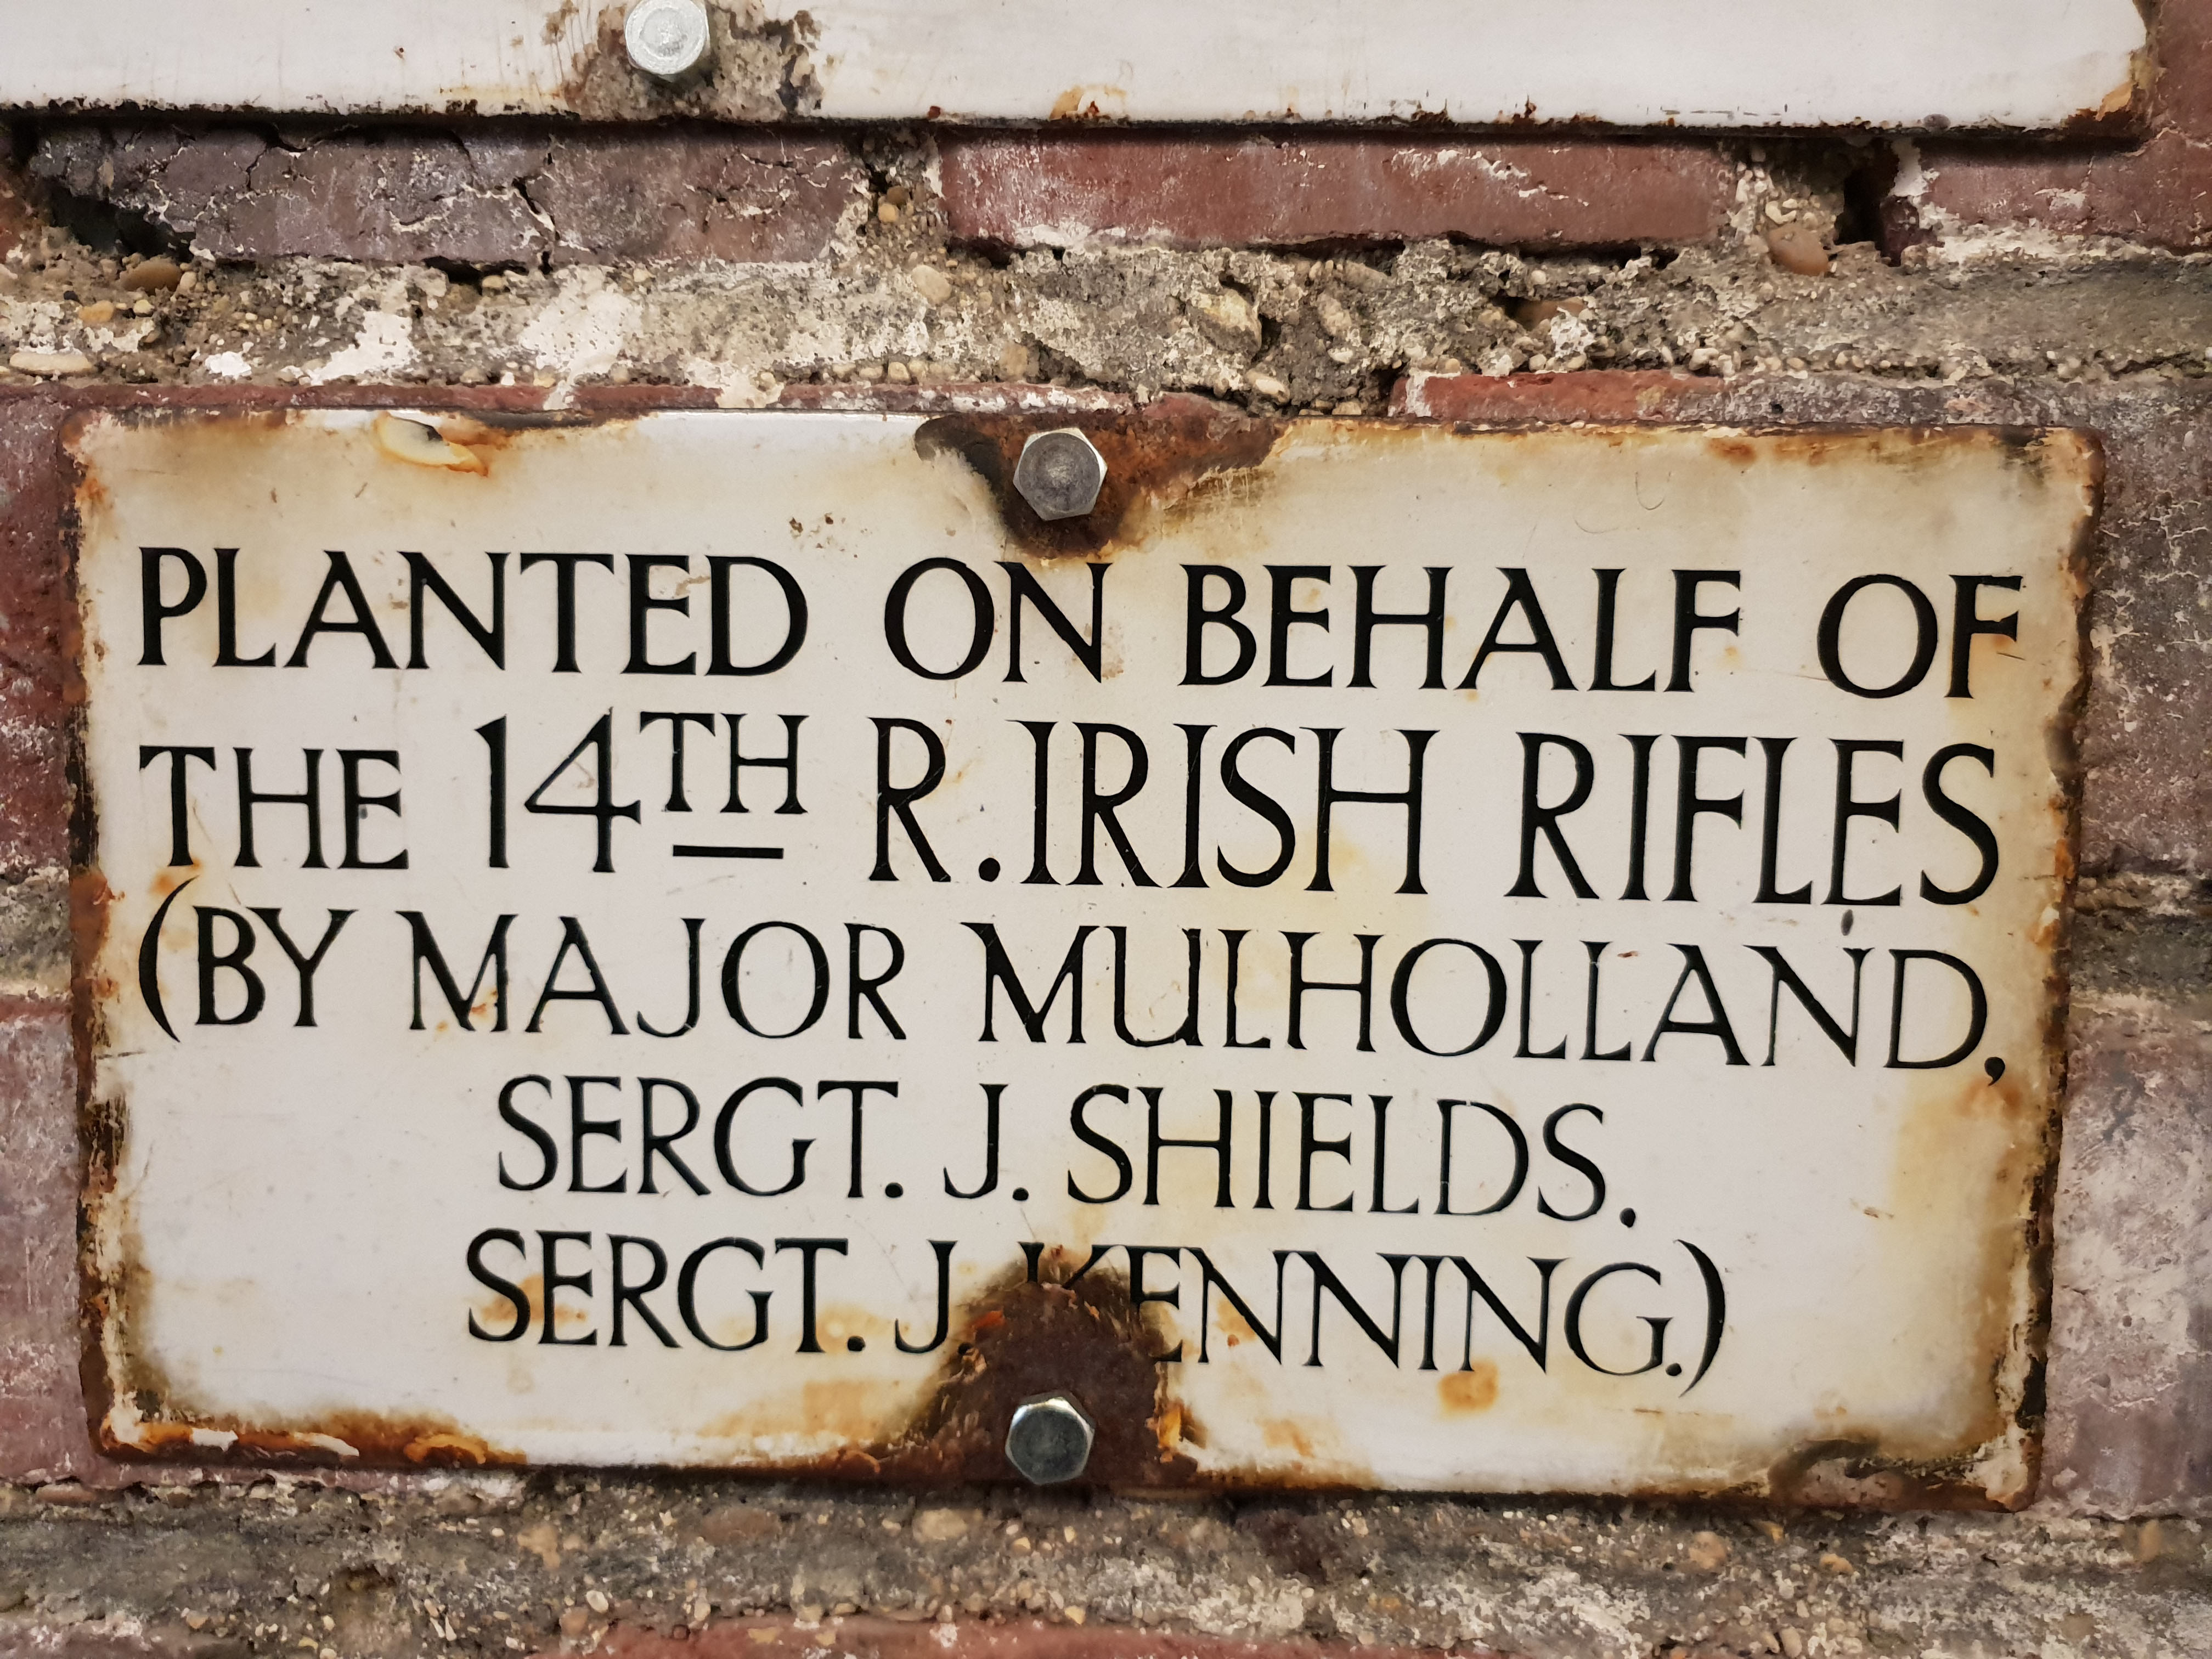 PLANTED ON BEHALF OF
THE 14TH R. IRISH RIFLES
(BY MAJOR MULHOLLAND,
SERGT. J. SHIELDS.
SERGT. J. KENNING.)